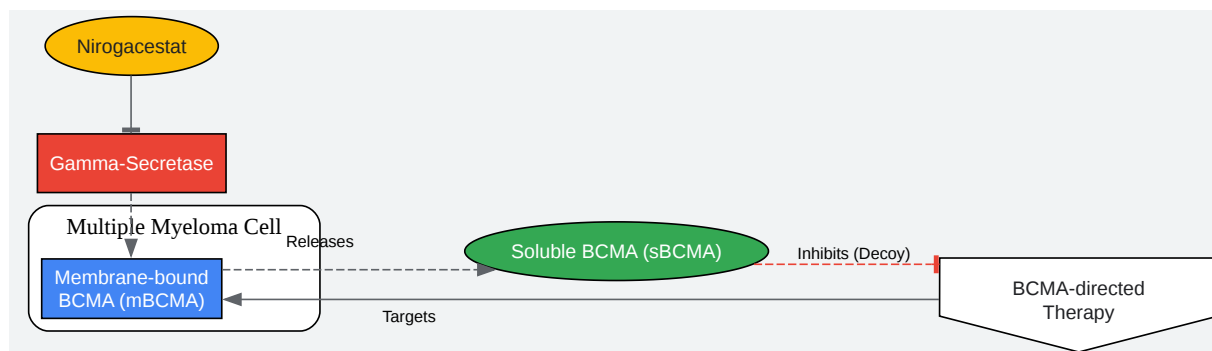 Nirogacestat
Gamma-Secretase
Multiple Myeloma Cell
Releases
Membrane-bound
BCMA (mBCMA)
Soluble BCMA (sBCMA)
Inhibits (Decoy)
BCMA-directed
Therapy
Targets